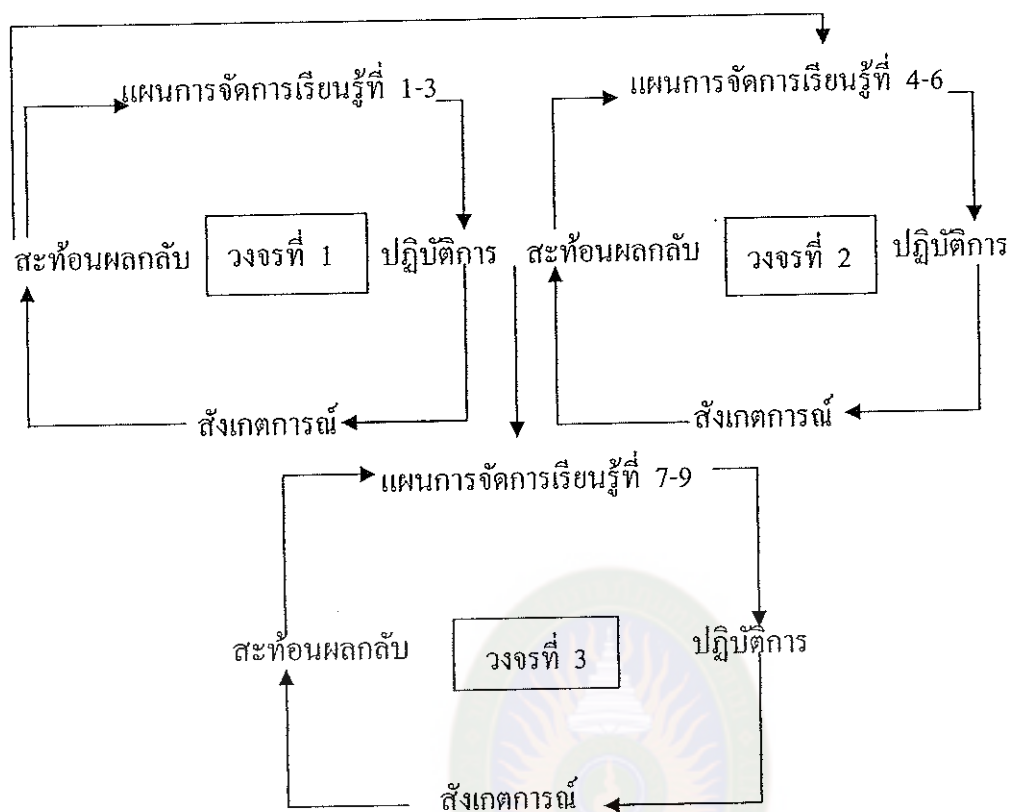 แผนการจัดการเรียนรู้ที่ 1-3
แผนการจัดการเรียนรู้ที่ 4-6
สะท้อนผลกลับ
วงจรที่ 1
ปฏิบัติการ
สะท้อนผลกลับ
วงจรที่ 2
ปฏิบัติการ
สังเกตการณ์
สังเกตการณ์
แผนการจัดการเรียนรู้ที่ 7-9
สะท้อนผลกลับ
วงจรที่ 3
ปฏิบัติการ
สังเกตการณ์